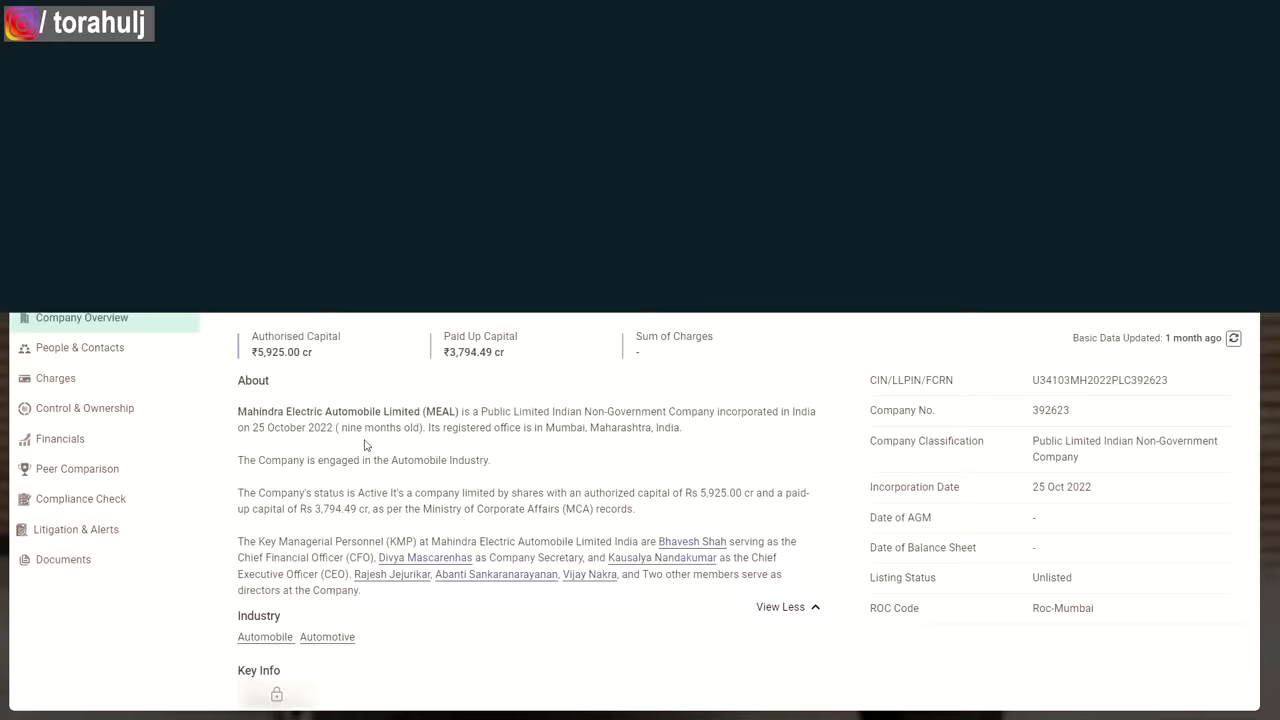 / torahulj
Company Overview
People & Contacts
Charges
Control & Ownership
Financials
Peer Comparison
Compliance Check
Litigation & Alerts
Documents
Authorised Capital
₹5,925.00 cr
Paid Up Capital
₹3,794.49 cr
Sum of Charges
-
Basic Data Updated: 1 month ago
About
Mahindra Electric Automobile Limited (MEAL) is a Public Limited Indian Non-Government Company incorporated in India
on 25 October 2022 ( nine months old). Its registered office is in Mumbai, Maharashtra, India.
The Company is engaged in the Automobile Industry.
The Company's status is Active It's a company limited by shares with an authorized capital of Rs 5,925.00 cr and a paid-
up capital of Rs 3,794.49 cr, as per the Ministry of Corporate Affairs (MCA) records.
The Key Managerial Personnel (KMP) at Mahindra Electric Automobile Limited India are Bhavesh Shah serving as the
Chief Financial Officer (CFO), Divya Mascarenhas as Company Secretary, and Kausalya Nandakumar as the Chief
Executive Officer (CEO). Rajesh Jejurikar, Abanti Sankaranarayanan, Vijay Nakra, and Two other members serve as
directors at the Company.
View Less
Industry
Automobile Automotive
Key Info
CIN/LLPIN/FCRN U34103MH2022PLC392623
Company No. 392623
Company Classification Public Limited Indian Non-Government
Company
Incorporation Date 25 Oct 2022
Date of AGM -
Date of Balance Sheet -
Listing Status Unlisted
ROC Code Roc-Mumbai